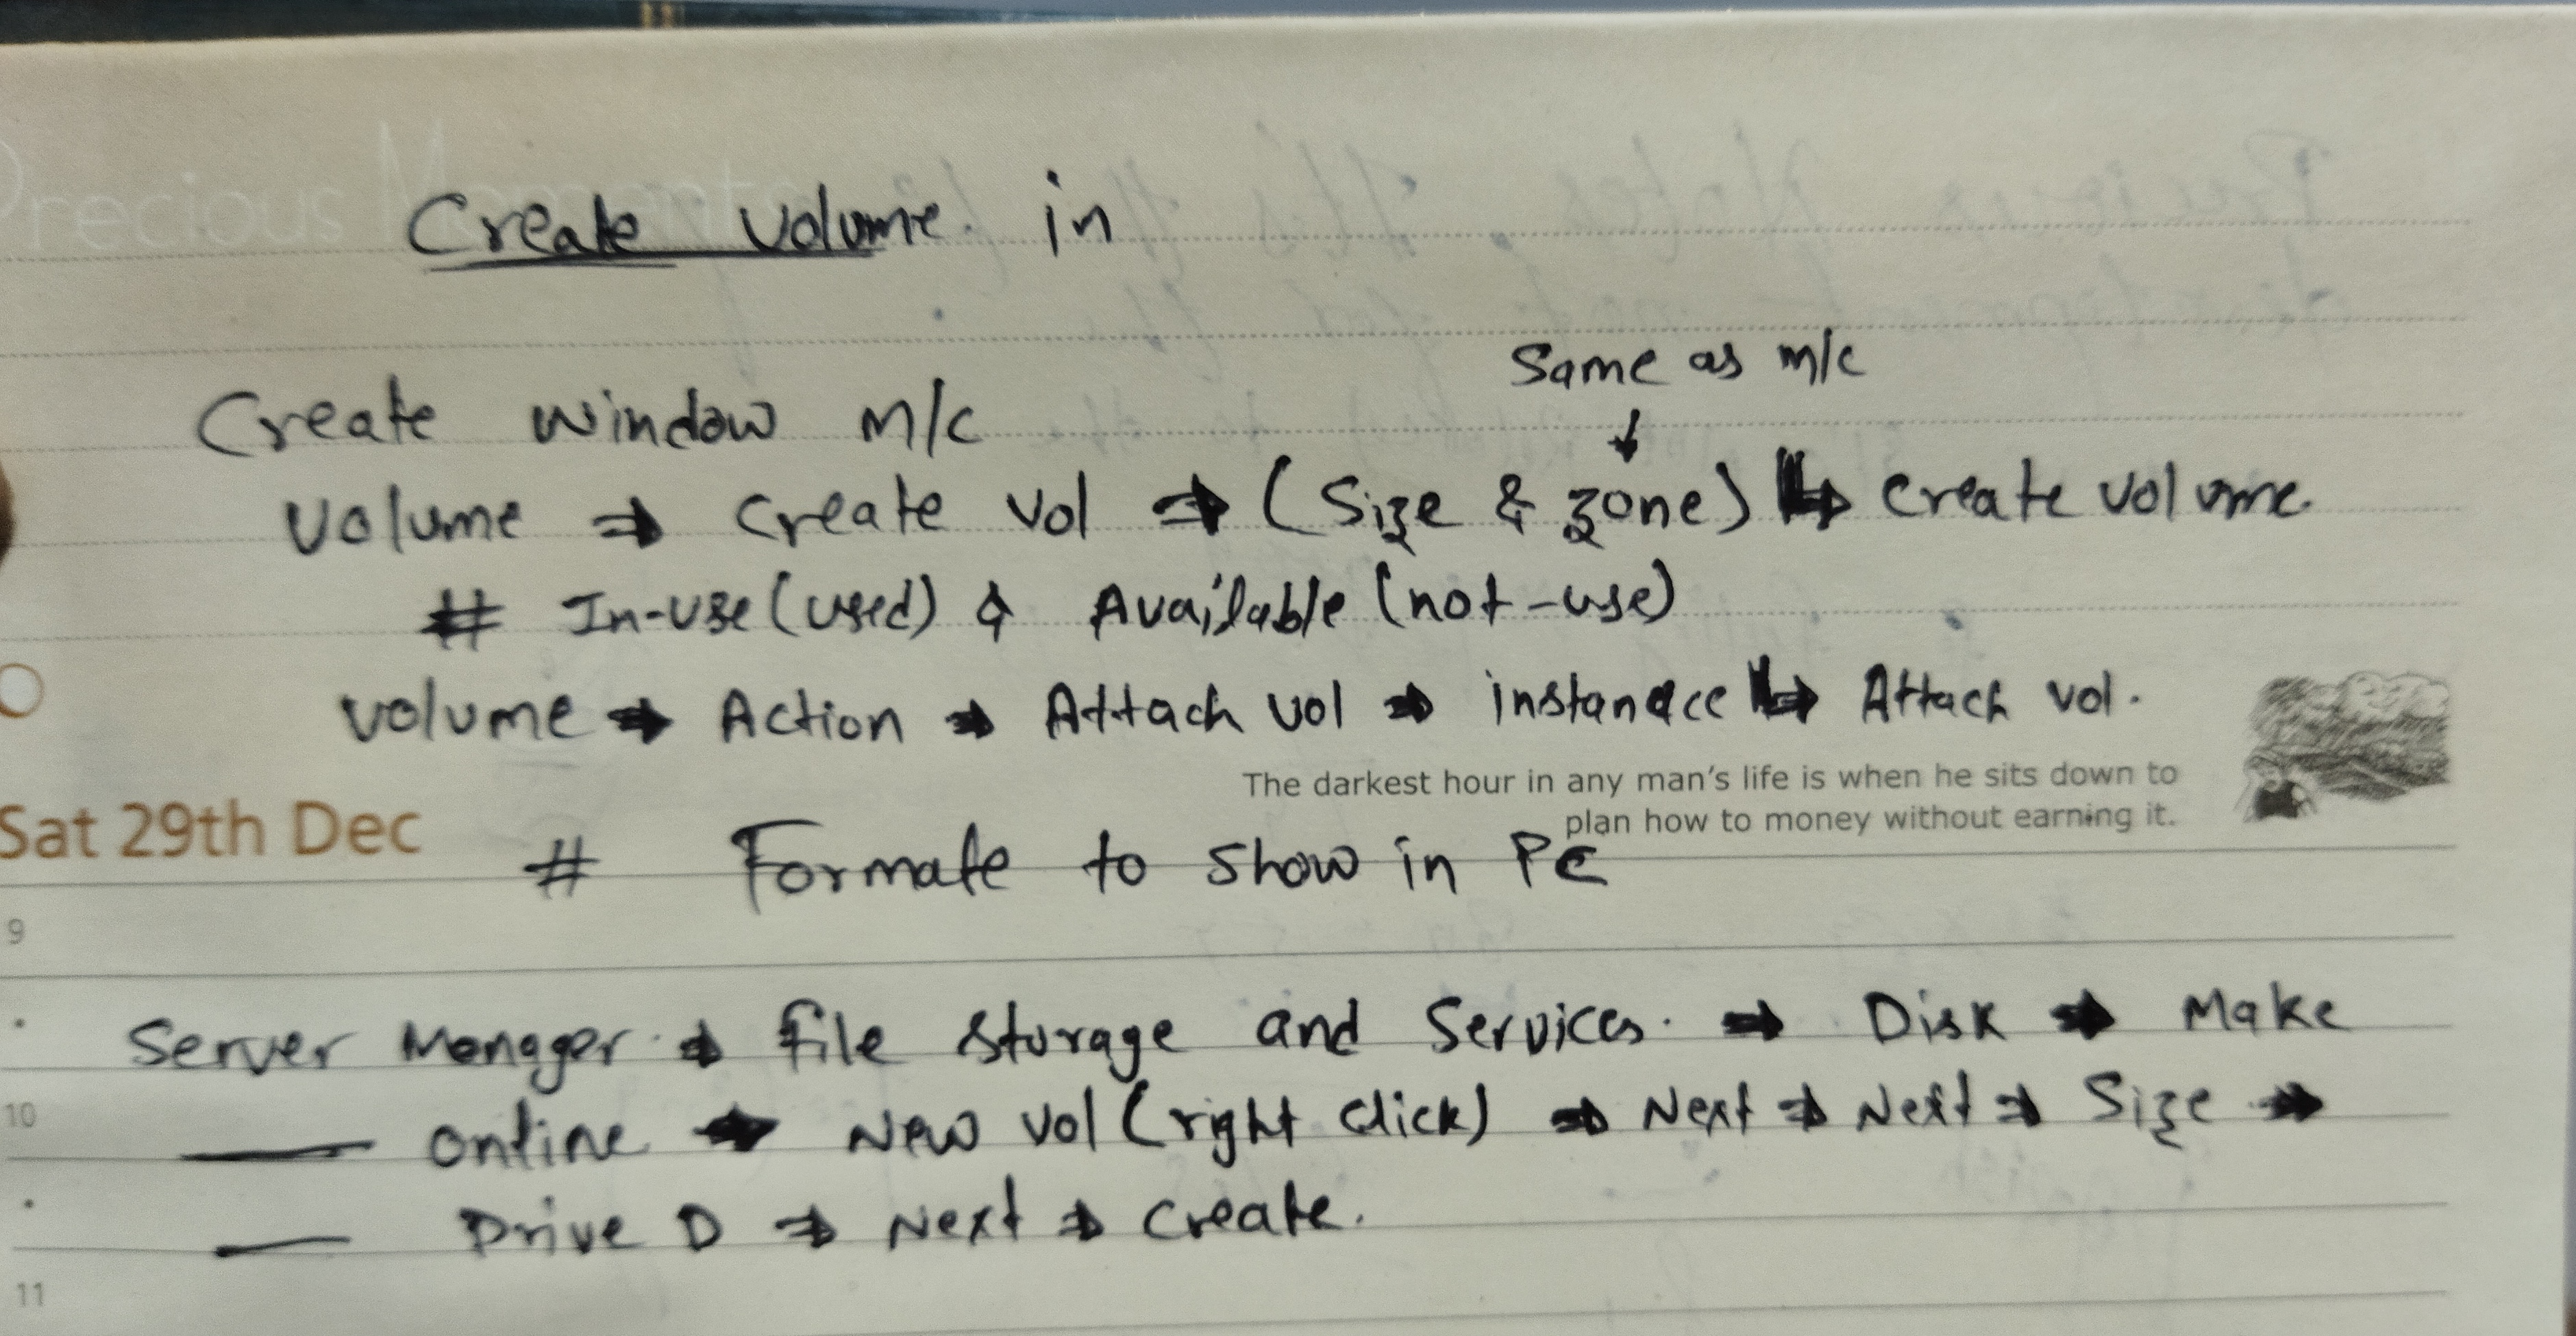 Precious Moments
Create Volume. in
Same as m/c
↓
Create window m/c
Volume ⇒ create vol ⇒ (Size & zone) ↳ create volume.
# In-use (used) & Available (not-use)
volume ⇒ Action ⇒ Attach vol ⇒ instanace ↳ Attach vol.
The darkest hour in any man's life is when he sits down to
plan how to money without earning it.
Sat 29th Dec
# Formate to show in PC
9
Server Manager ⇒ file storage and Services. ⇒ Disk ⇒ Make
10
— online ⇒ New vol (right click) ⇒ Next ⇒ Next ⇒ Size ⇒
— Drive D ⇒ Next ⇒ create.
11